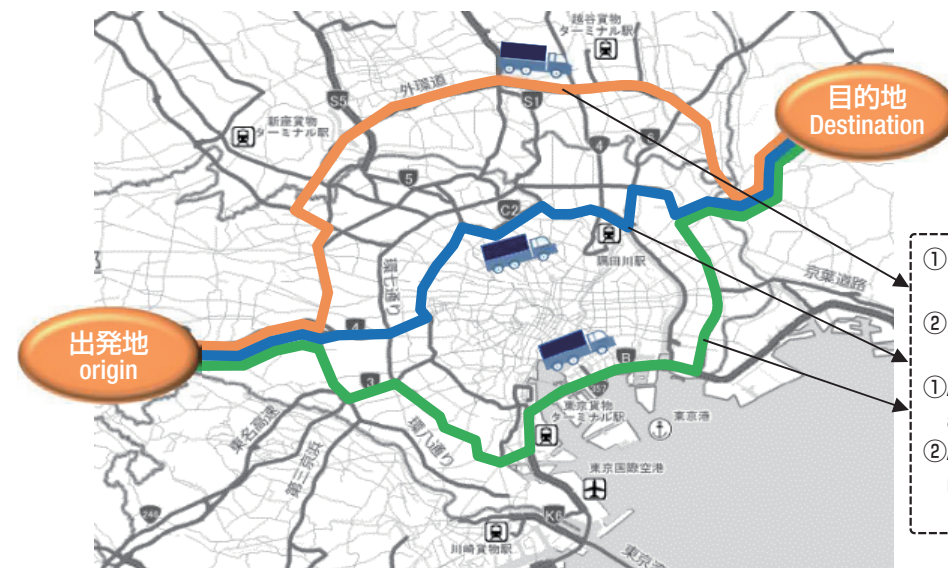 越谷貨物
ターミナル駅
外環道
S5
S1
目的地
Destination
新座貨物
ターミナル駅
4
6
5
C2
隅田川駅
①
京葉道路
環七通り
②
出発地
origin
4
B
①
3
357
東京貨物
ターミナル駅
東京港
②
東名高速
環八通り
第三京浜
東京国際空港
246
K6
川崎貨物駅